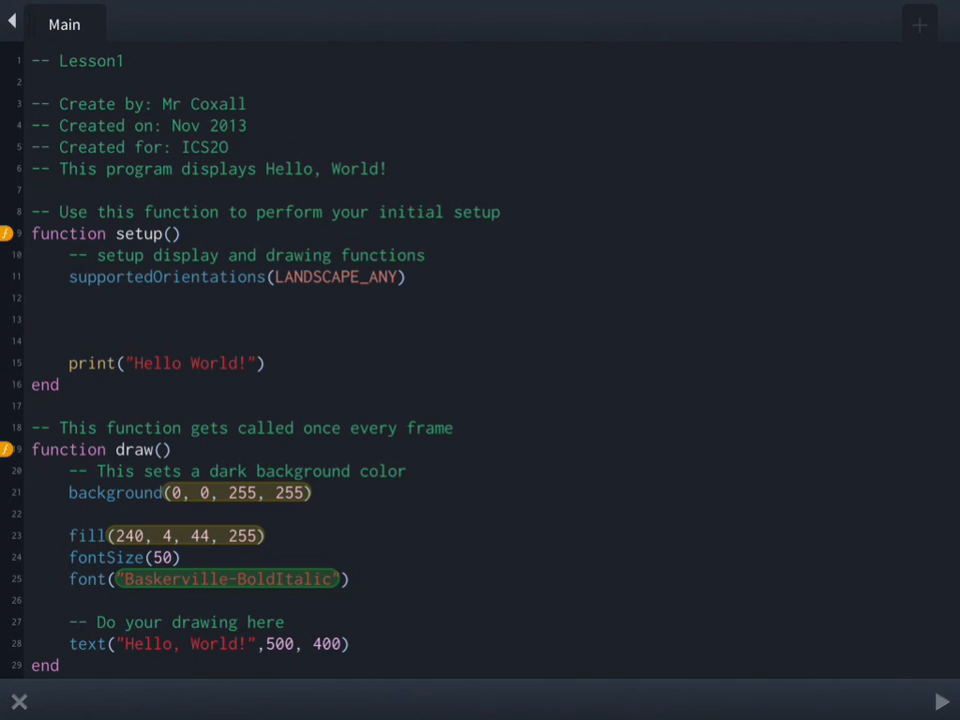 Main
1 -- Lesson1
2
3 -- Create by: Mr Coxall
4 -- Created on: Nov 2013
5 -- Created for: ICS2O
6 -- This program displays Hello, World!
7
8 -- Use this function to perform your initial setup
9 function setup()
10 -- setup display and drawing functions
11 supportedOrientations(LANDSCAPE_ANY)
12
13
14
15 print("Hello World!")
16 end
17
18 -- This function gets called once every frame
19 function draw()
20 -- This sets a dark background color
21 background(0, 0, 255, 255)
22
23 fill(240, 4, 44, 255)
24 fontSize(50)
25 font("Baskerville-BoldItalic")
26
27 -- Do your drawing here
28 text("Hello, World!",500, 400)
29 end